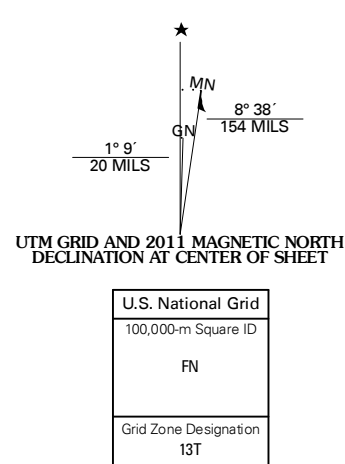 MN
GN
8° 38´
154 MILS
1° 9´
20 MILS
UTM GRID AND 2011 MAGNETIC NORTH
DECLINATION AT CENTER OF SHEET
U.S. National Grid
100,000-m Square ID
FN
Grid Zone Designation
13T